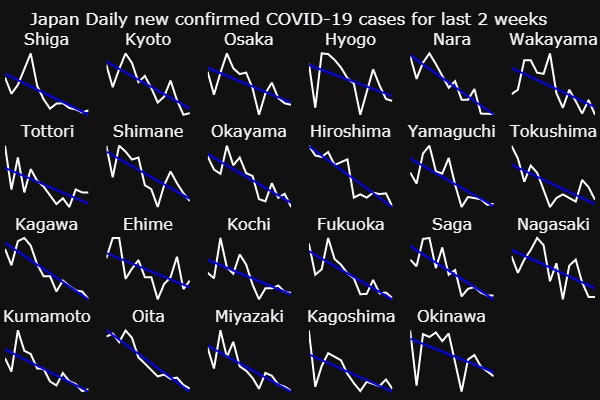 Japan Daily new confirmed COVID-19 cases for last 2 weeks
Shiga Kyoto Osaka Hyogo Nara Wakayama
Tottori Shimane Okayama Hiroshima Yamaguchi Tokushima
Kagawa Ehime Kochi Fukuoka Saga Nagasaki
Kumamoto Oita Miyazaki Kagoshima Okinawa